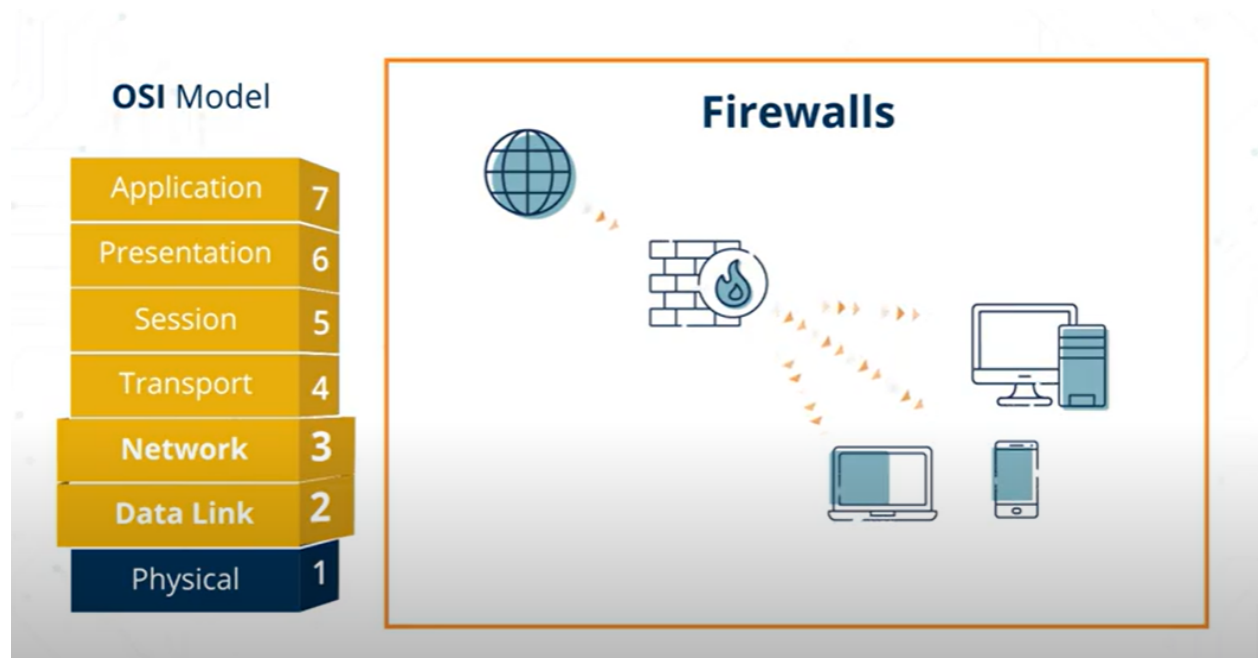 OSI Model
Application 7
Presentation 6
Session 5
Transport 4
Network 3
Data Link 2
Physical 1
Firewalls